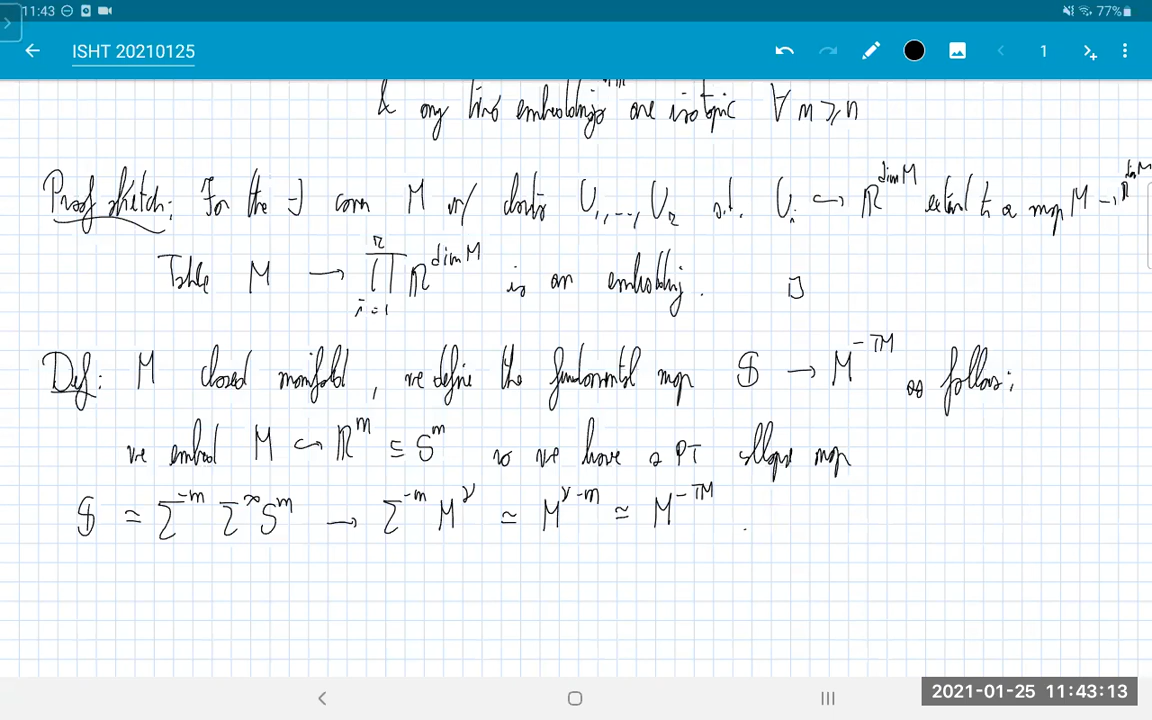 11:43
77%
ISHT 20210125
1
& any two embeddings are isotopic ∀ m ≥ n
Proof sketch: For the ∃ cover M w/ charts U_1, ..., U_r s.t. U_i ↪ ℝ^{dim M} extend to a map M → ℝ^{dim M}
Take M → ∏_{i=1}^{r} ℝ^{dim M} is an embedding. □
Def: M closed manifold, we define the fundamental map 𝕊 → M^{-TM} as follows:
we embed M ↪ ℝ^m ⊆ S^m so we have a PT collapse map
𝕊 ≃ Σ^{-m} Σ^∞ S^m → Σ^{-m} M^ν ≃ M^{ν-m} ≃ M^{-TM}.
2021-01-25 11:43:13